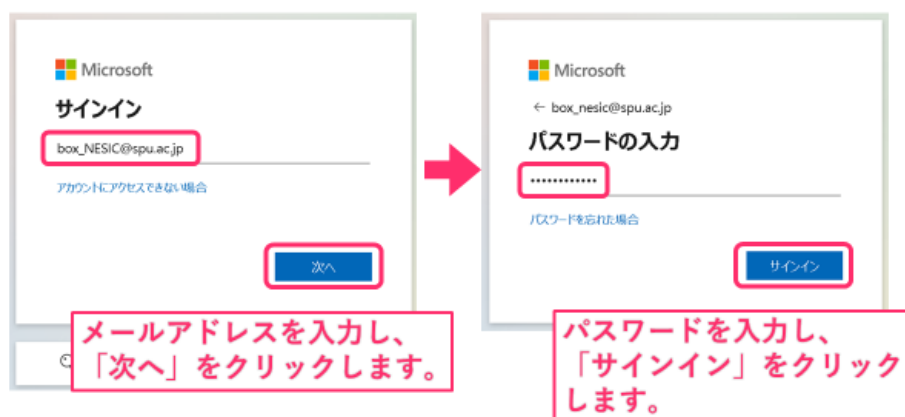 Microsoft
サインイン
box_NESIC@spu.ac.jp
アカウントにアクセスできない場合
次へ
メールアドレスを入力し、
「次へ」をクリックします。
Microsoft
← box_nesic@spu.ac.jp
パスワードの入力
••••••••••••
パスワードを忘れた場合
サインイン
パスワードを入力し、
「サインイン」をクリック
します。